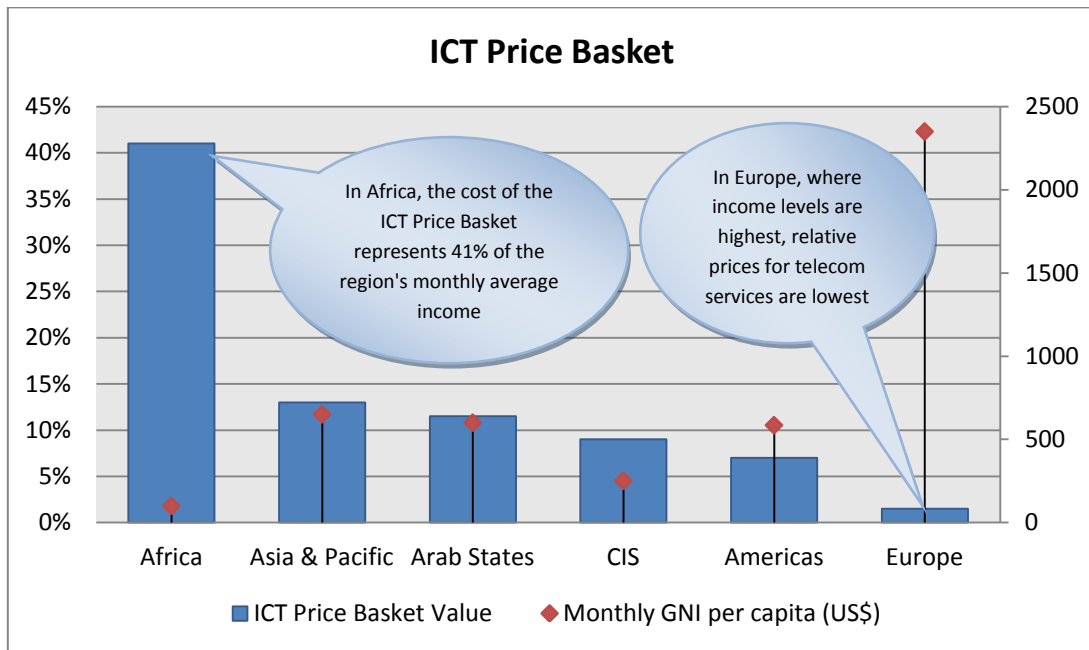 ICT Price Basket
45%
40%
35%
30%
25%
20%
15%
10%
5%
0%
2500
2000
1500
1000
500
0
In Africa, the cost of the
ICT Price Basket
represents 41% of the
region's monthly average
income
In Europe, where
income levels are
highest, relative
prices for telecom
services are lowest
Africa
Asia & Pacific
Arab States
CIS
Americas
Europe
ICT Price Basket Value
Monthly GNI per capita (US$)